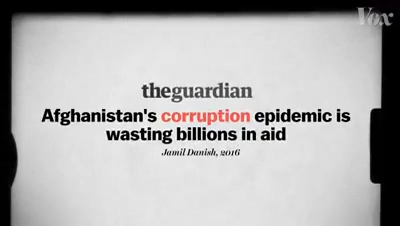 Vox
theguardian
Afghanistan's corruption epidemic is
wasting billions in aid
Jamil Danish, 2016